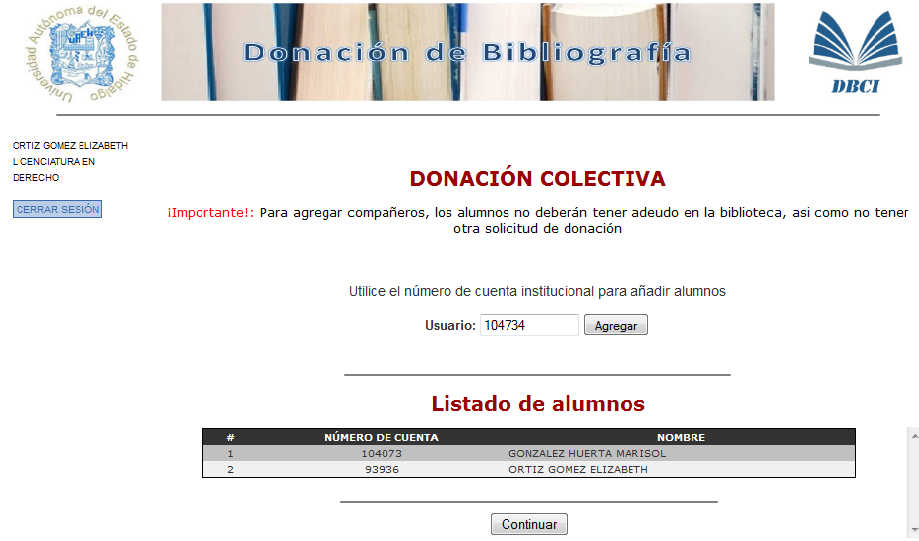 Universidad Autónoma del Estado de Hidalgo
UAEH
Donación de Bibliografía
DBCI
ORTIZ GOMEZ ELIZABETH
LICENCIATURA EN
DERECHO
CERRAR SESIÓN
DONACIÓN COLECTIVA
¡Importante!: Para agregar compañeros, los alumnos no deberán tener adeudo en la biblioteca, asi como no tener
otra solicitud de donación
Utilice el número de cuenta institucional para añadir alumnos
Usuario: 104734 Agregar
Listado de alumnos
# NÚMERO DE CUENTA NOMBRE
1 104073 GONZALEZ HUERTA MARISOL
2 93936 ORTIZ GOMEZ ELIZABETH
Continuar